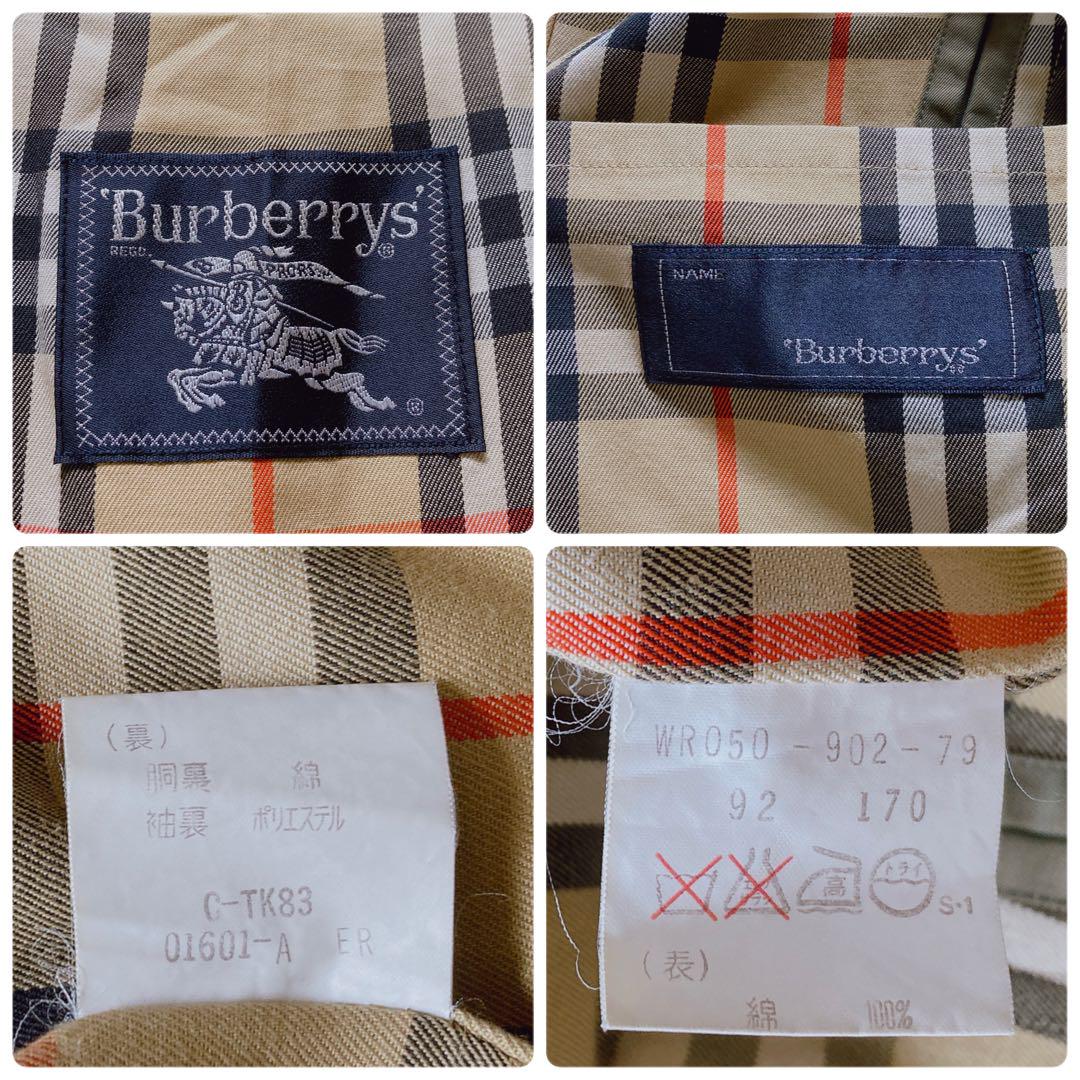 'Burberrys'
REGD.
®
PRORSUM
®
NAME
'Burberrys'
(裏)
胴裏 綿
袖裏 ポリエステル
C-TK83
01601-A ER
WR050-902-79
92 170
高 ドライ
S・1
(表)
綿 100%